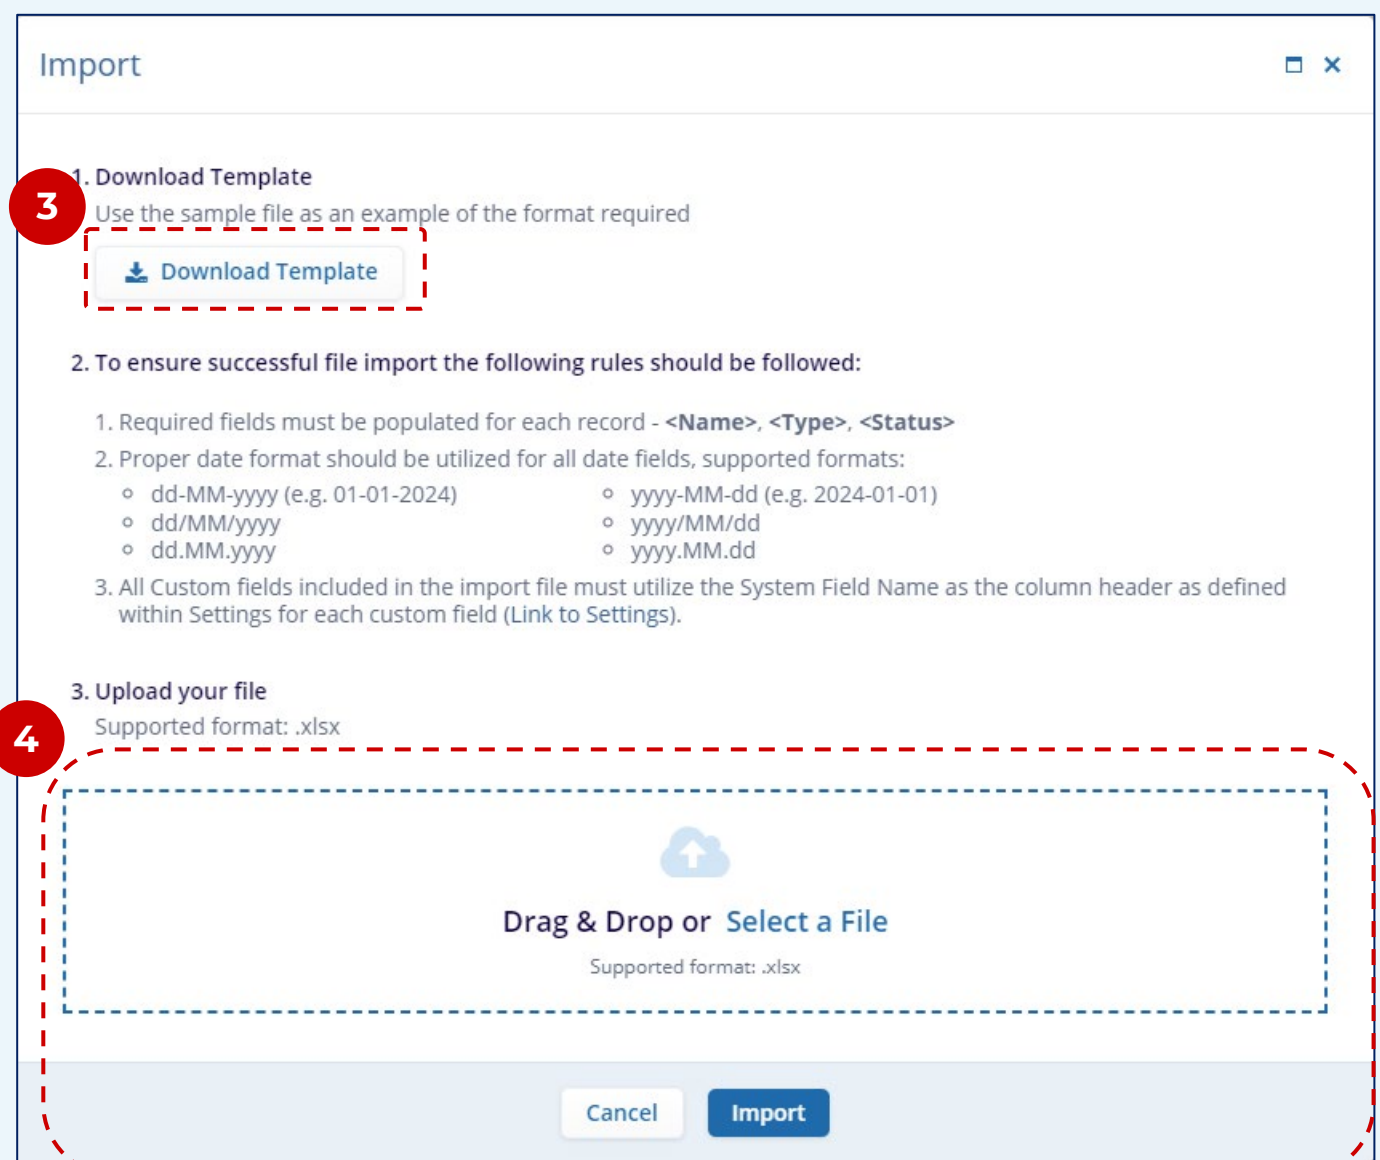 Import
1. Download Template
3
Use the sample file as an example of the format required
Download Template
2. To ensure successful file import the following rules should be followed:
1. Required fields must be populated for each record - <Name>, <Type>, <Status>
2. Proper date format should be utilized for all date fields, supported formats:
dd-MM-yyyy (e.g. 01-01-2024)
dd/MM/yyyy
dd.MM.yyyy
yyyy-MM-dd (e.g. 2024-01-01)
yyyy/MM/dd
yyyy.MM.dd
3. All Custom fields included in the import file must utilize the System Field Name as the column header as defined
within Settings for each custom field (Link to Settings).
3. Upload your file
4
Supported format: .xlsx
Drag & Drop or Select a File
Supported format: .xlsx
Cancel
Import